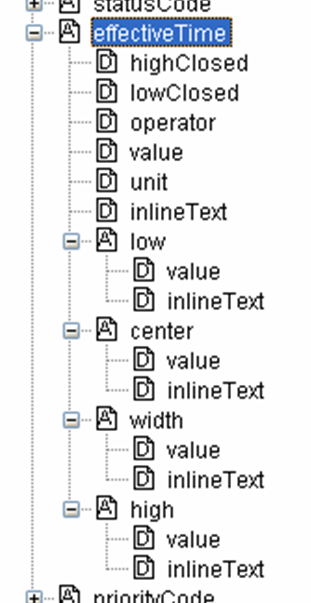 statusCode
effectiveTime
highClosed
lowClosed
operator
value
unit
inlineText
low
value
inlineText
center
value
inlineText
width
value
inlineText
high
value
inlineText
priorityCode